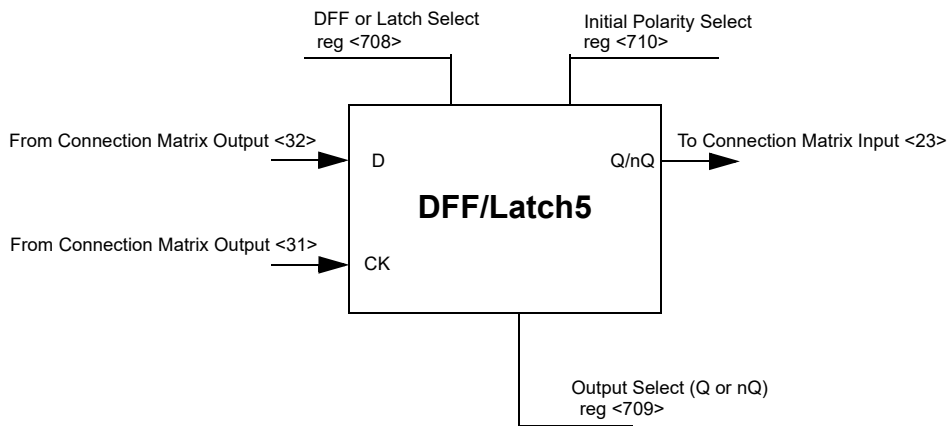 DFF or Latch Select
reg <708>
Initial Polarity Select
reg <710>
From Connection Matrix Output <32>
D
Q/nQ
To Connection Matrix Input <23>
DFF/Latch5
From Connection Matrix Output <31>
CK
Output Select (Q or nQ)
reg <709>